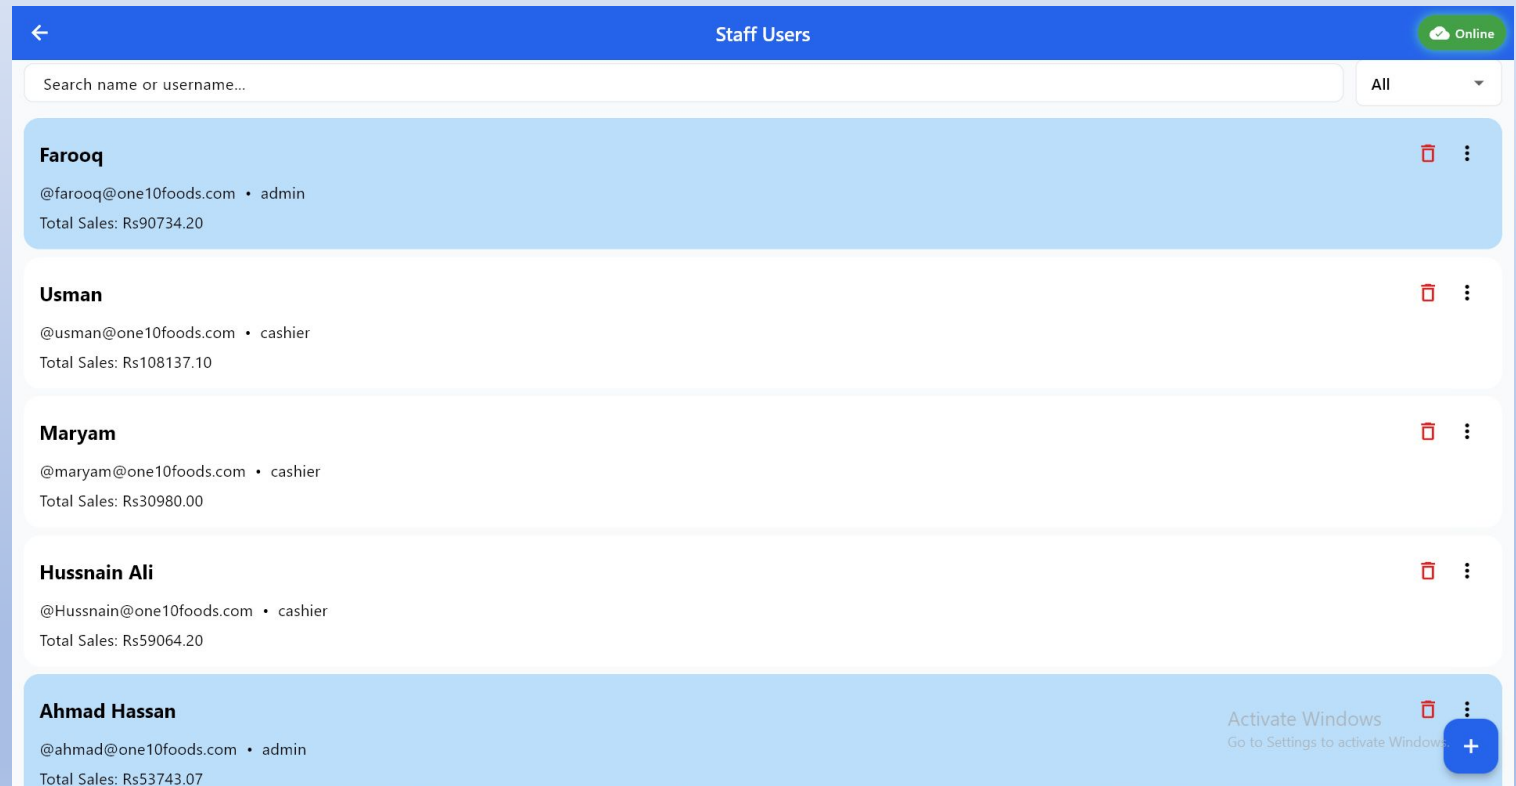 Staff Users
Online
Search name or username...
All
Farooq
@farooq@one10foods.com • admin
Total Sales: Rs90734.20
Usman
@usman@one10foods.com • cashier
Total Sales: Rs108137.10
Maryam
@maryam@one10foods.com • cashier
Total Sales: Rs30980.00
Hussnain Ali
@Hussnain@one10foods.com • cashier
Total Sales: Rs59064.20
Ahmad Hassan
@ahmad@one10foods.com • admin
Total Sales: Rs53743.07
Activate Windows
Go to Settings to activate Windows.